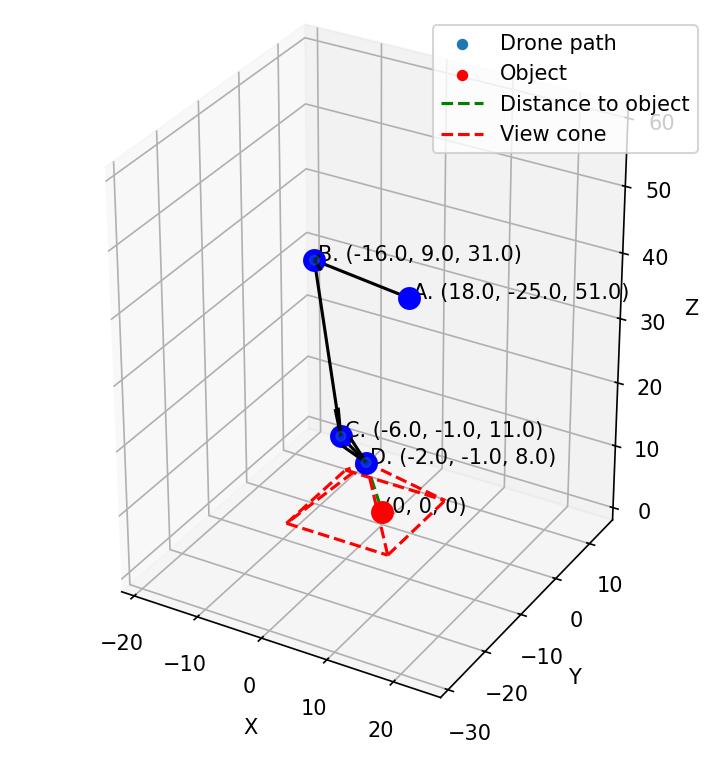 Drone path
Object
Distance to object
View cone
60
50
40
30
20
10
0
Z
B. (-16.0, 9.0, 31.0)
A. (18.0, -25.0, 51.0)
C. (-6.0, -1.0, 11.0)
D. (-2.0, -1.0, 8.0)
(0, 0, 0)
−20
−10
0
10
20
X
10
0
−10
−20
−30
Y